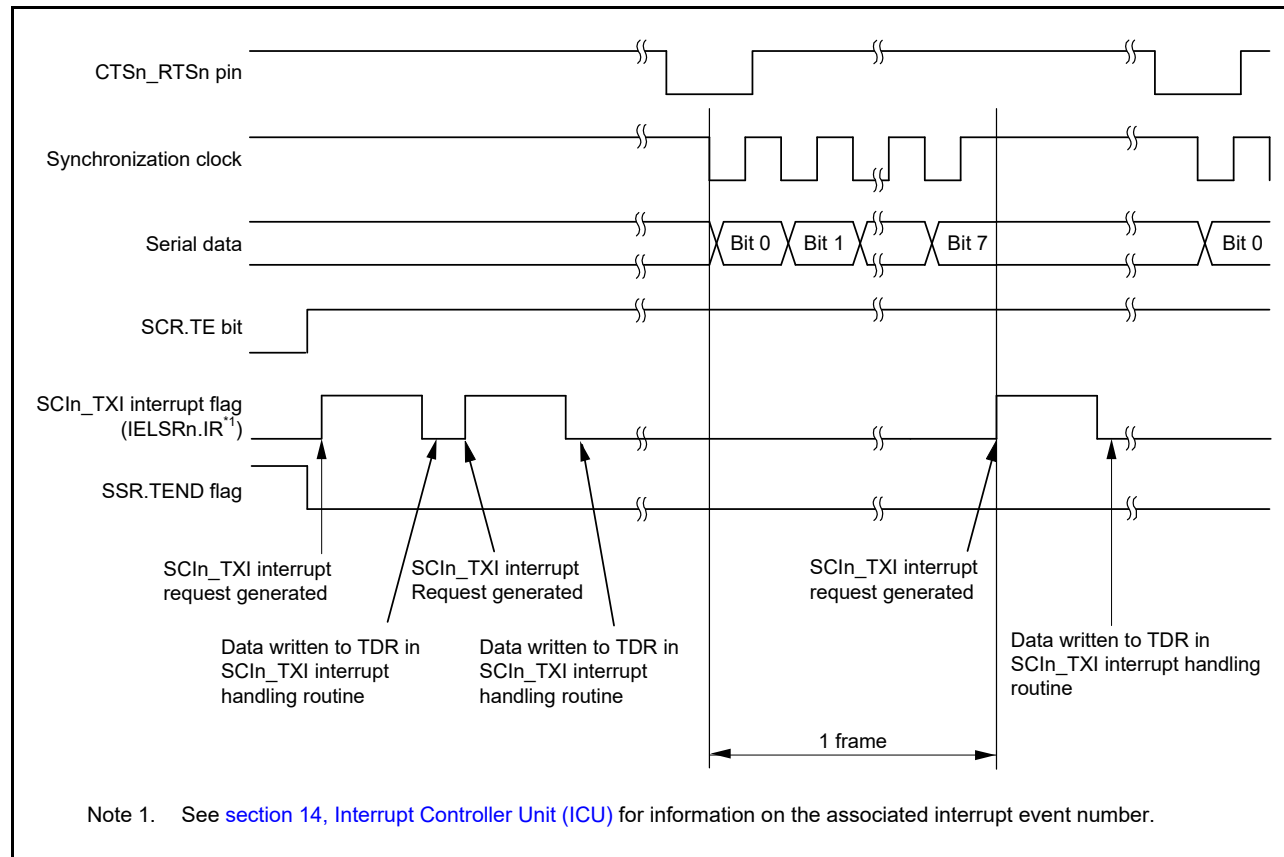 CTSn_RTSn pin
Synchronization clock
Serial data
Bit 0
Bit 1
Bit 7
Bit 0
SCR.TE bit
SCIn_TXI interrupt flag
(IELSRn.IR*1)
SSR.TEND flag
SCIn_TXI interrupt
request generated
SCIn_TXI interrupt
Request generated
SCIn_TXI interrupt
request generated
Data written to TDR in
SCIn_TXI interrupt
handling routine
Data written to TDR in
SCIn_TXI interrupt
handling routine
Data written to TDR in
SCIn_TXI interrupt handling
routine
1 frame
Note 1. See section 14, Interrupt Controller Unit (ICU) for information on the associated interrupt event number.